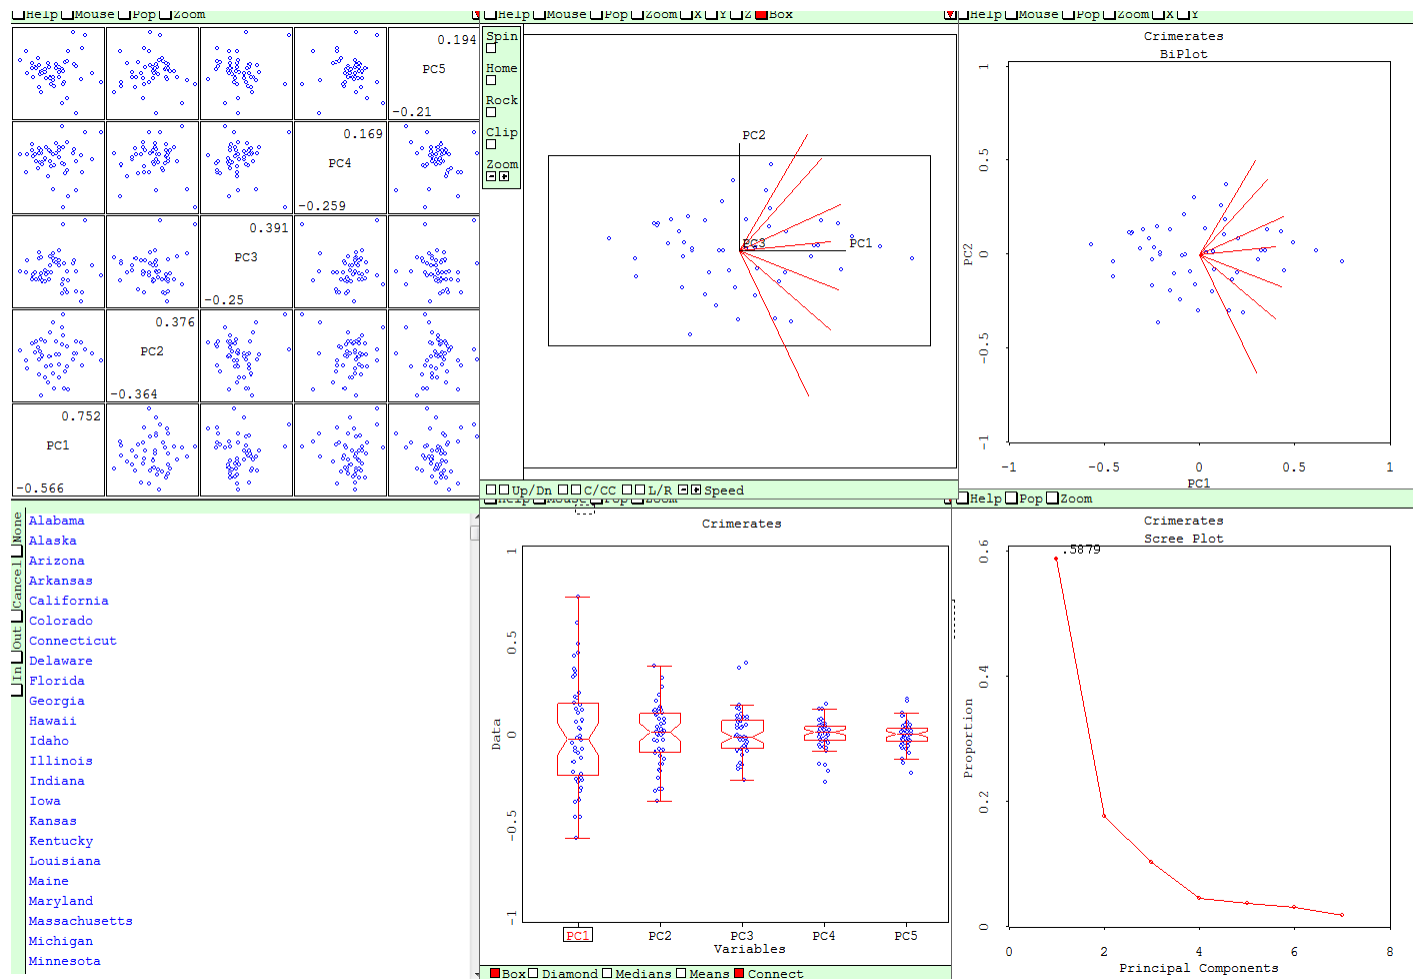 Help Mouse Pop Zoom
0.194
PC5
-0.21
0.169
PC4
-0.259
0.391
PC3
-0.25
0.376
PC2
-0.364
0.752
PC1
-0.566
Help Mouse Pop Zoom X Y Z Box
Spin
Home
Rock
Clip
Zoom
PC2
PC3
PC1
Up/Dn C/CC L/R Speed
Help Mouse Pop Zoom X Y
Crimerates
BiPlot
1
0.5
0
-0.5
-1
PC2
-1 -0.5 0 0.5 1
PC1
None
Cancel
Out
In
Alabama
Alaska
Arizona
Arkansas
California
Colorado
Connecticut
Delaware
Florida
Georgia
Hawaii
Idaho
Illinois
Indiana
Iowa
Kansas
Kentucky
Louisiana
Maine
Maryland
Massachusetts
Michigan
Minnesota
Help Mouse Pop Zoom
Crimerates
1
0.5
0
-0.5
-1
Data
PC1 PC2 PC3 PC4 PC5
Variables
Box Diamond Medians Means Connect
Help Pop Zoom
Crimerates
Scree Plot
.5879
0.6
0.4
0.2
0
Proportion
0 2 4 6 8
Principal Components